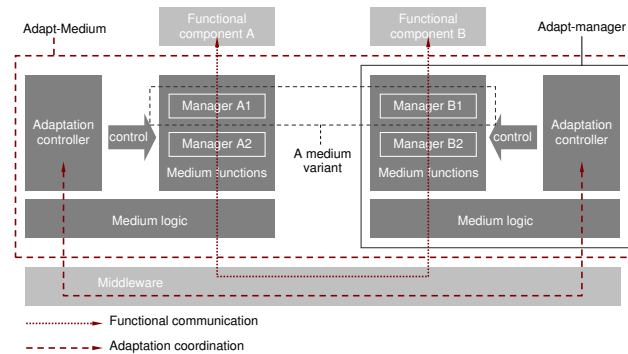 Functional
component A
Functional
component B
Adapt-Medium
Adapt-manager
Adaptation
controller
control
Manager A1
Manager A2
Medium functions
A medium
variant
Manager B1
Manager B2
Medium functions
control
Adaptation
controller
Medium logic
Medium logic
Middleware
Functional communication
Adaptation coordination